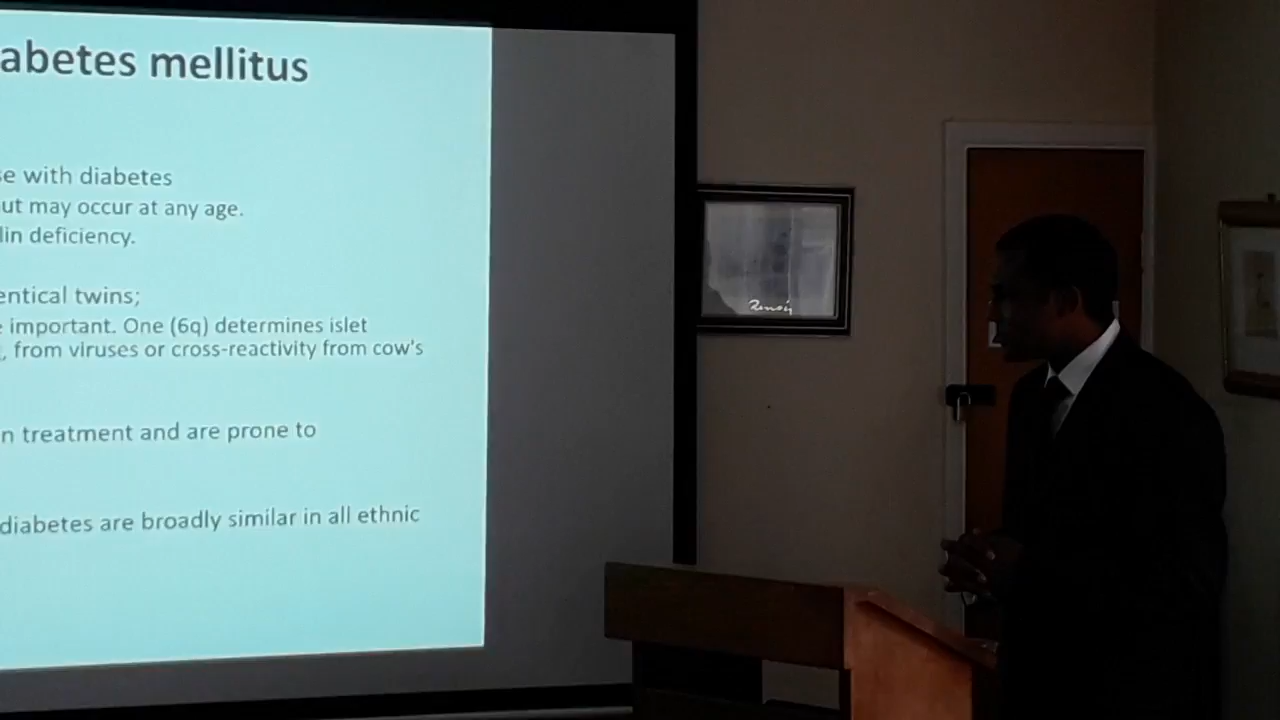 abetes mellitus
se with diabetes
ut may occur at any age.
lin deficiency.
entical twins;
important. One (6q) determines islet
, from viruses or cross-reactivity from cow's
n treatment and are prone to
diabetes are broadly similar in all ethnic
Renoir